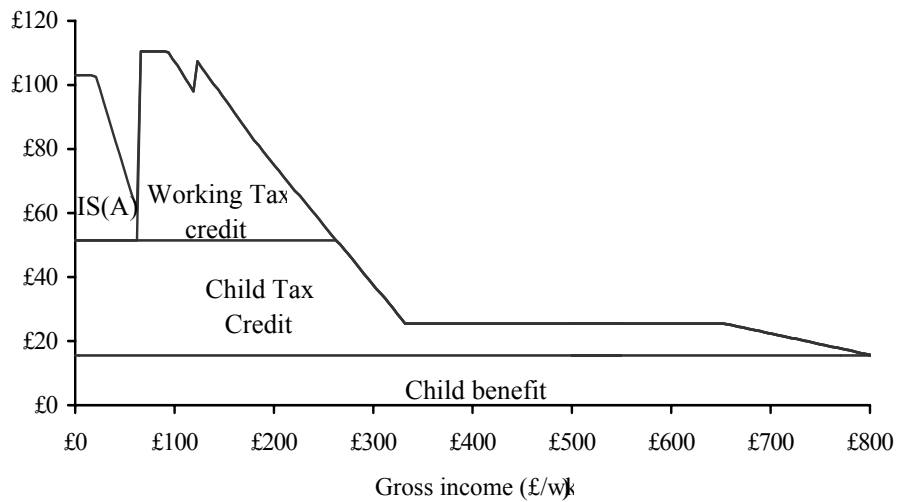 £120
£100
£80
£60
£40
£20
£0
IS(A)
Working Tax
credit
Child Tax
Credit
Child benefit
£0 £100 £200 £300 £400 £500 £600 £700 £800
Gross income (£/wk)